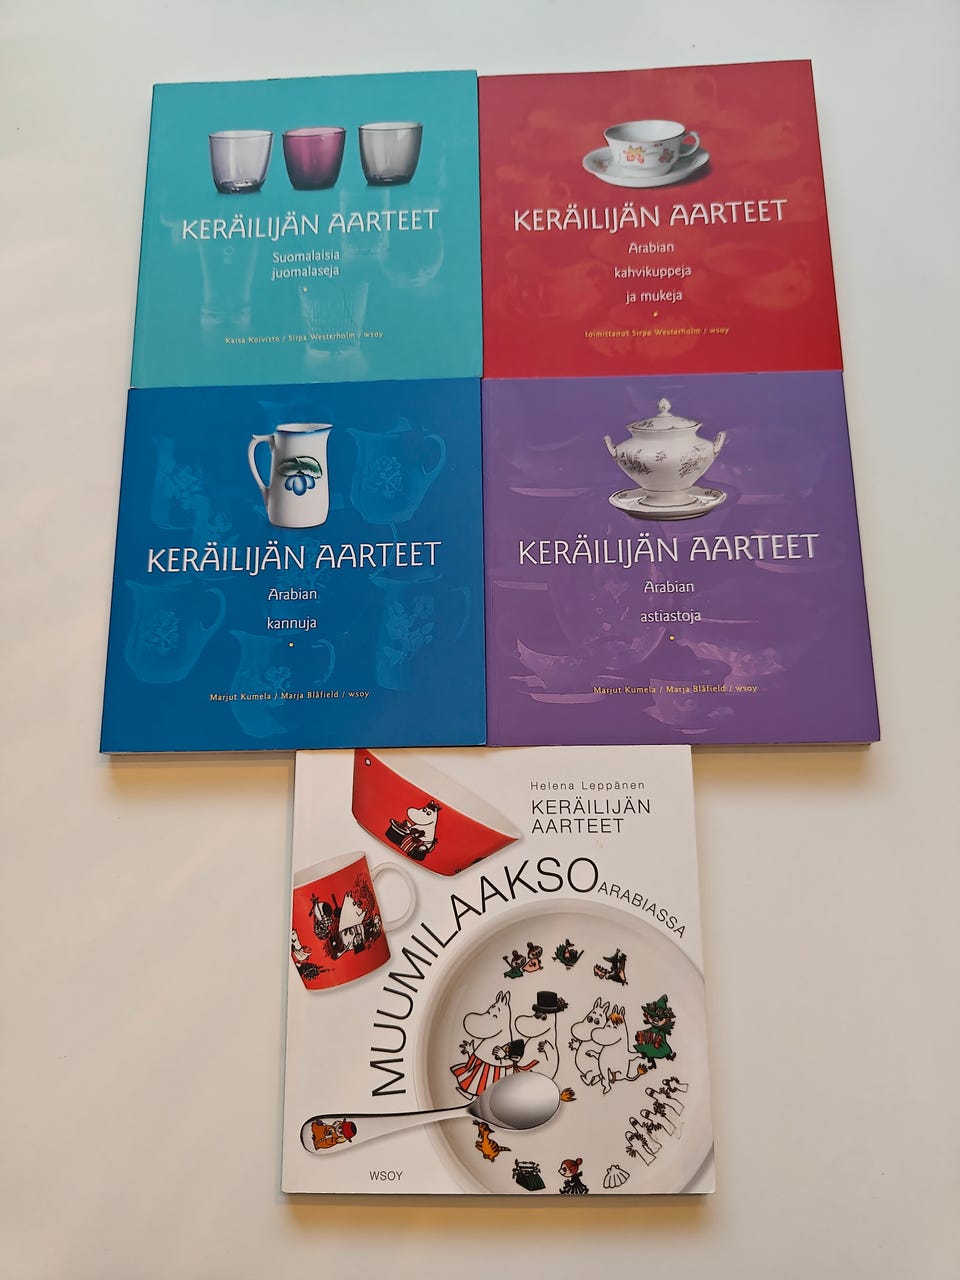 KERÄILIJÄN AARTEET
Suomalaisia
juomalaseja
Kaisa Koivisto / Sirpa Westerholm / wsoy
KERÄILIJÄN AARTEET
Arabian
kahvikuppeja
ja mukeja
toimittanut Sirpa Westerholm / wsoy
KERÄILIJÄN AARTEET
Arabian
kannuja
Marjut Kumela / Marja Blåfield / wsoy
KERÄILIJÄN AARTEET
Arabian
astiastoja
Marjut Kumela / Marja Blåfield / wsoy
Helena Leppänen
KERÄILIJÄN
AARTEET
MUUMILAAKSO ARABIASSA
WSOY